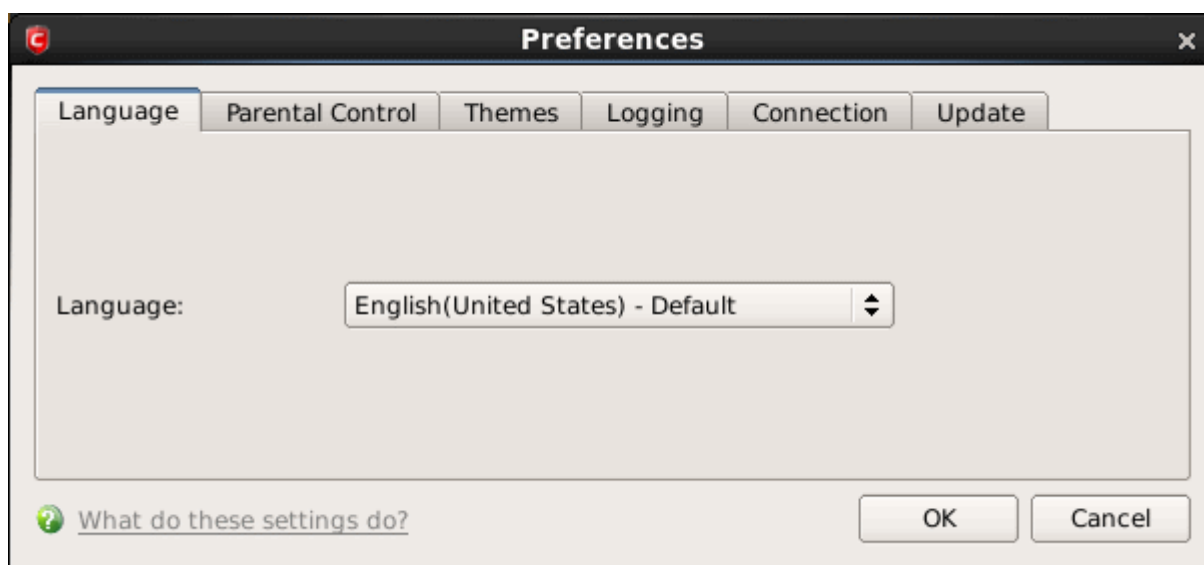 Preferences
Language Parental Control Themes Logging Connection Update
Language: English(United States) - Default
What do these settings do? OK Cancel